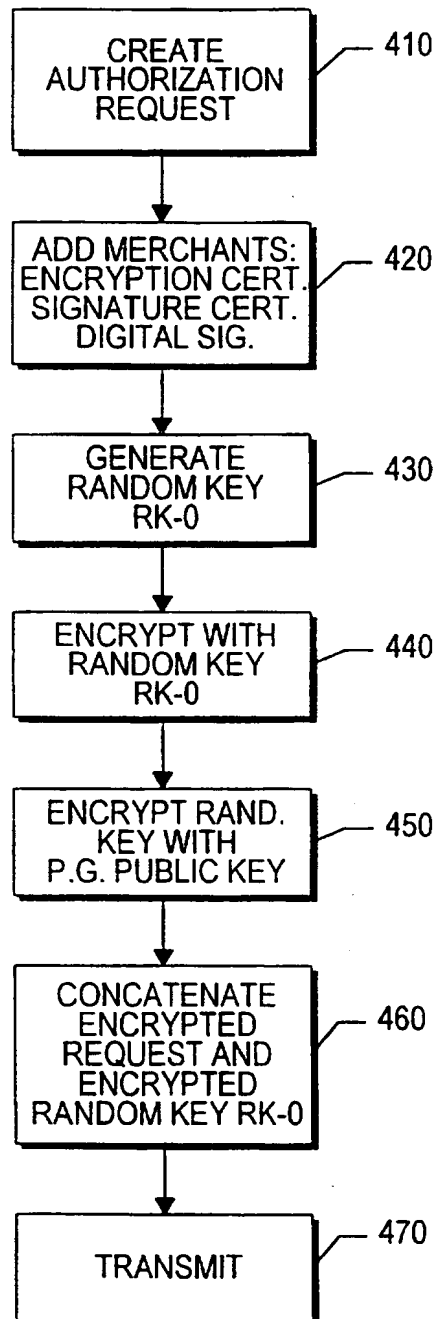 CREATE
AUTHORIZATION
REQUEST
410
ADD MERCHANTS:
ENCRYPTION CERT.
SIGNATURE CERT.
DIGITAL SIG.
420
GENERATE
RANDOM KEY
RK-0
430
ENCRYPT WITH
RANDOM KEY
RK-0
440
ENCRYPT RAND.
KEY WITH
P.G. PUBLIC KEY
450
CONCATENATE
ENCRYPTED
REQUEST AND
ENCRYPTED
RANDOM KEY RK-0
460
TRANSMIT
470